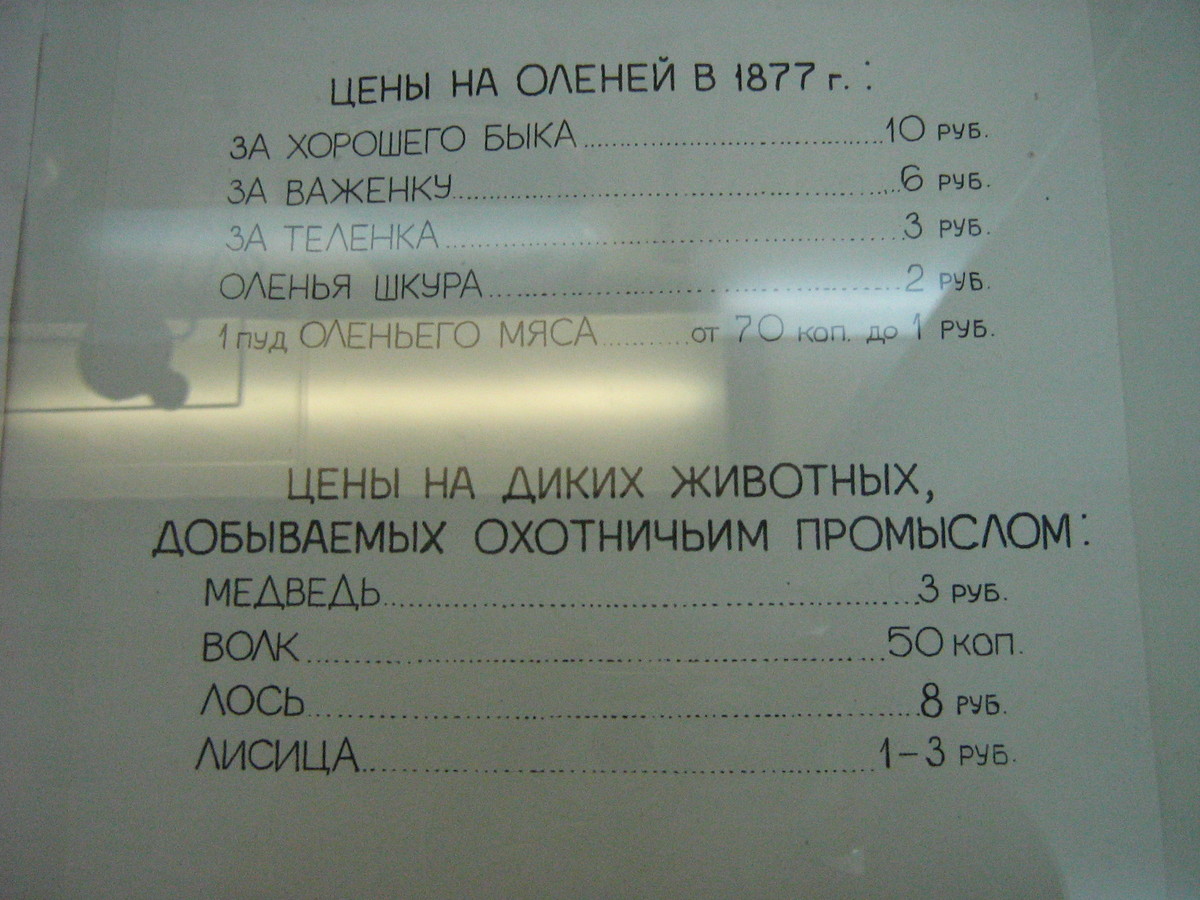 ЦЕНЫ НА ОЛЕНЕЙ В 1877 г. :
ЗА ХОРОШЕГО БЫКА..............................10 РУБ.
ЗА ВАЖЕНКУ..............................6 РУБ.
ЗА ТЕЛЕНКА..............................3 РУБ.
ОЛЕНЬЯ ШКУРА..............................2 РУБ.
1 пуд ОЛЕНЬЕГО МЯСА..........от 70 коп. до 1 РУБ.
ЦЕНЫ НА ДИКИХ ЖИВОТНЫХ,
ДОБЫВАЕМЫХ ОХОТНИЧЬИМ ПРОМЫСЛОМ:
МЕДВЕДЬ..............................3 РУБ.
ВОЛК..............................50 КОП.
ЛОСЬ..............................8 РУБ.
ЛИСИЦА..............................1-3 РУБ.